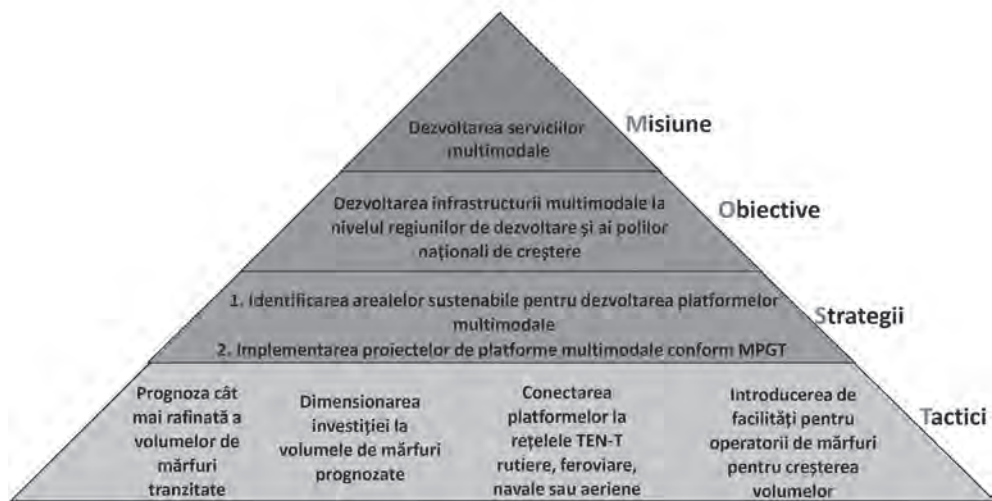 Dezvoltarea serviciilor
multimodale
Misiune
Dezvoltarea infrastructurii multimodale la
nivelul regiunilor de dezvoltare și ai polilor
naționali de creștere
Obiective
1. Identificarea arealelor sustenabile pentru dezvoltarea platformelor
multimodale
2. Implementarea proiectelor de platforme multimodale conform MPGT
Strategii
Prognoza cât
mai rafinată a
volumelor de
mărfuri
tranzitate
Dimensionarea
investiției la
volumele de mărfuri
prognozate
Conectarea
platformelor la
rețelele TEN-T
rutiere, feroviare,
navale sau aeriene
Introducerea de
facilități pentru
operatorii de mărfuri
pentru creșterea
volumelor
Tactici